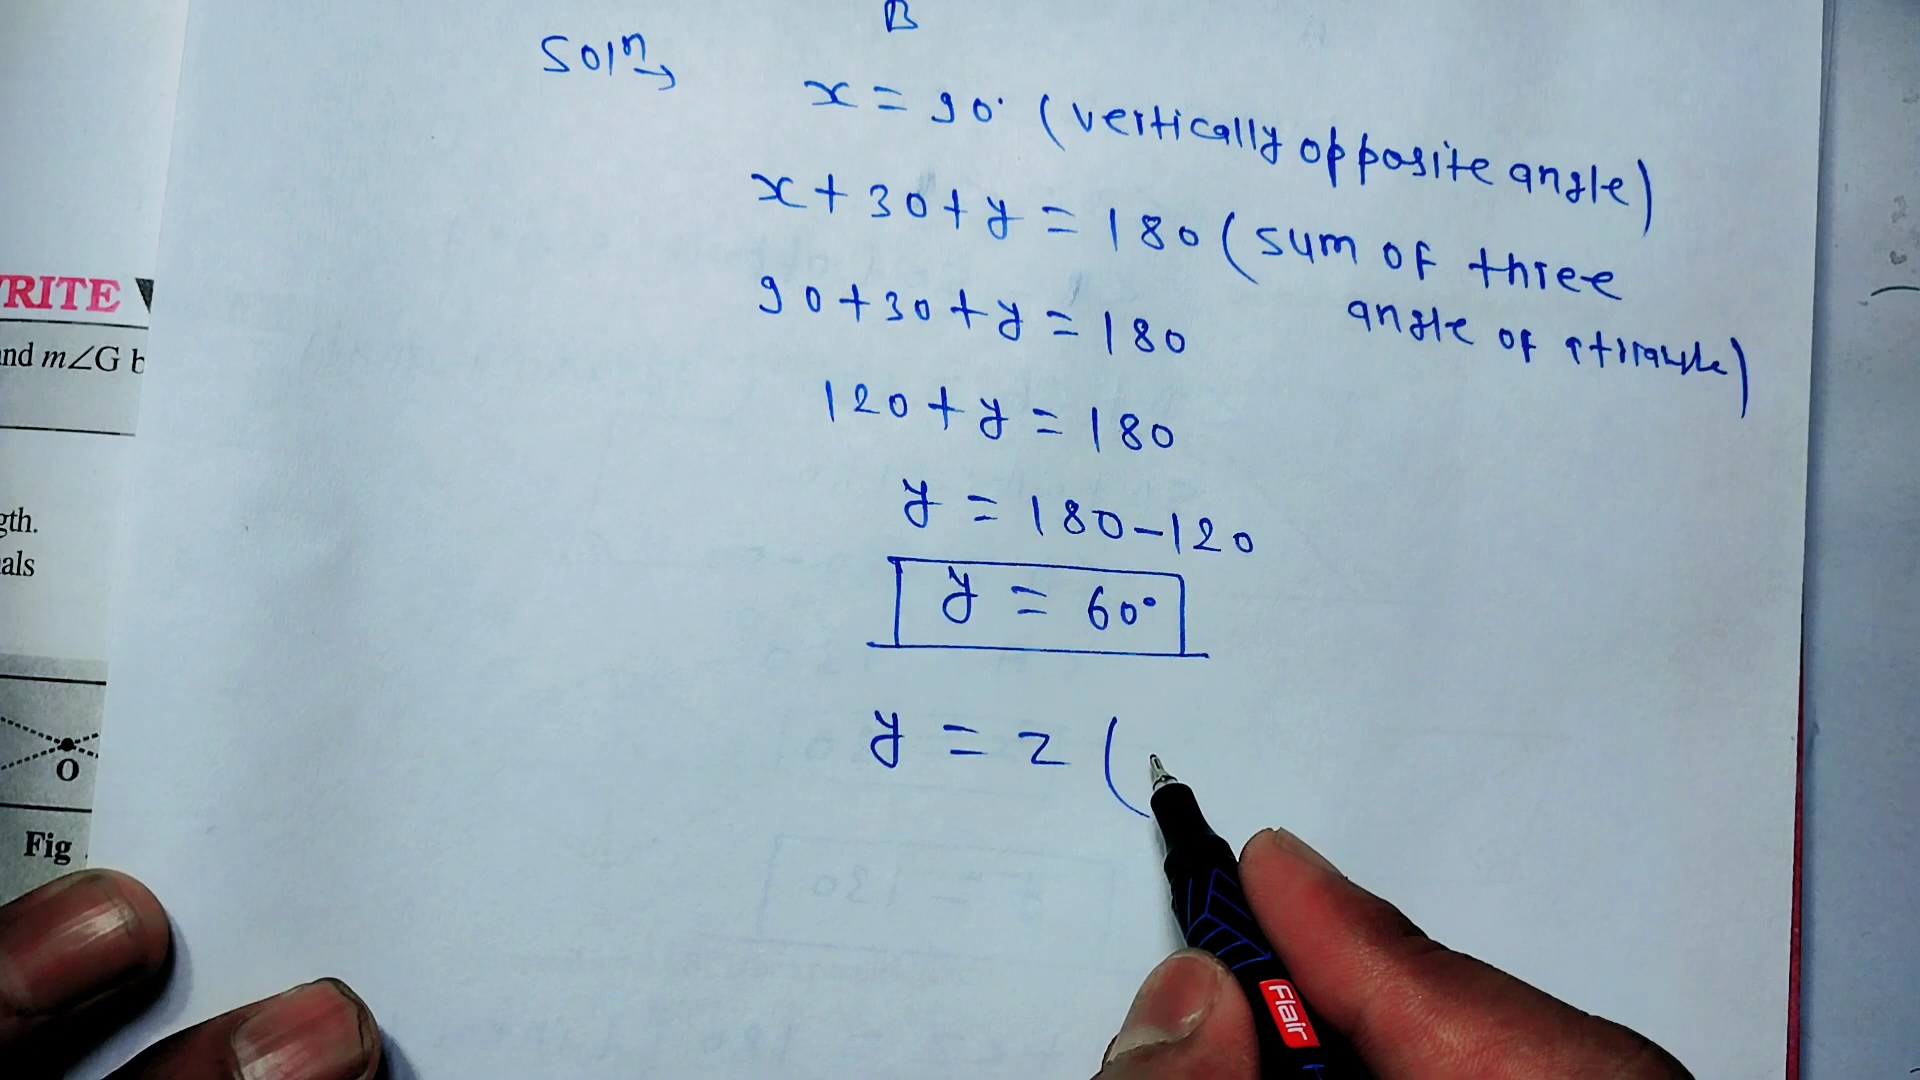 B
Soln→
x = 90° (vertically opposite angle)
x + 30 + y = 180 (sum of three
angle of a triangle)
90 + 30 + y = 180
120 + y = 180
y = 180 - 120
y = 60°
y = z (
RITE
nd m∠G b
gth.
als
O
Fig
Flair